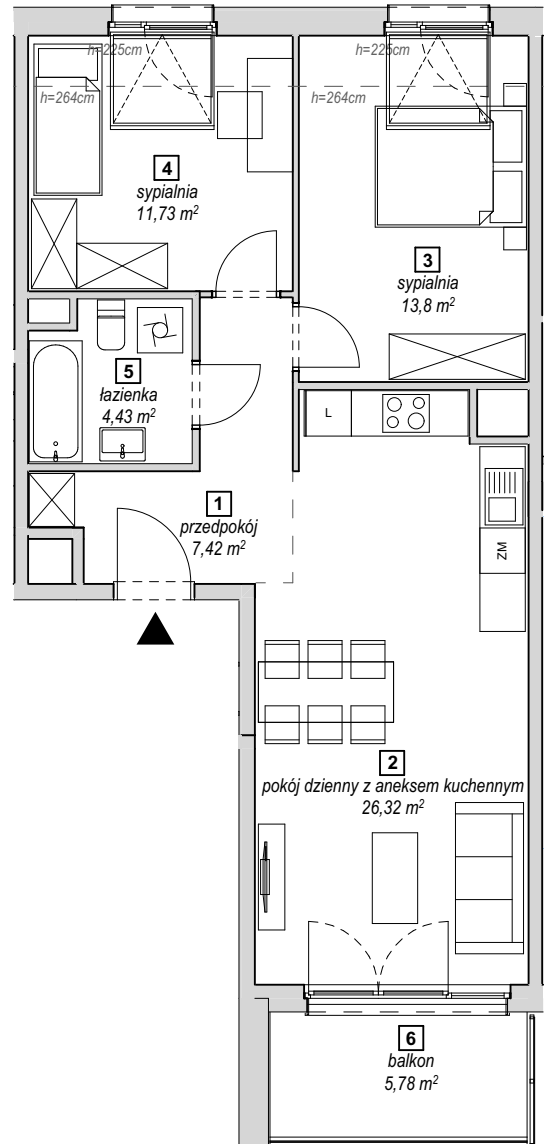 h=225cm
h=225cm
h=264cm
h=264cm
4
sypialnia
11,73 m²
3
sypialnia
13,8 m²
5
łazienka
4,43 m²
L
1
przedpokój
7,42 m²
ZM
2
pokój dzienny z aneksem kuchennym
26,32 m²
6
balkon
5,78 m²